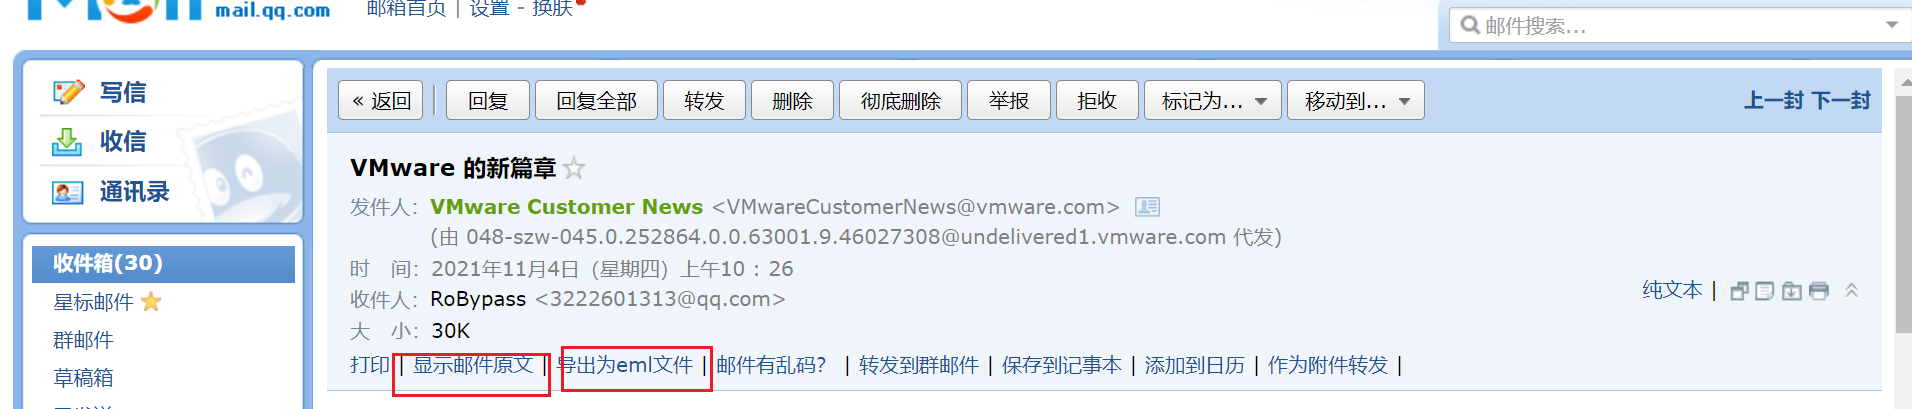 mail.qq.com
邮箱首页 | 设置 - 换肤
邮件搜索...
写信
收信
通讯录
收件箱(30)
星标邮件
群邮件
草稿箱
« 返回 回复 回复全部 转发 删除 彻底删除 举报 拒收 标记为... 移动到... 上一封 下一封
VMware 的新篇章
发件人: VMware Customer News <VMwareCustomerNews@vmware.com>
(由 048-szw-045.0.252864.0.0.63001.9.46027308@undelivered1.vmware.com 代发)
时 间: 2021年11月4日 (星期四) 上午10 : 26
收件人: RoBypass <3222601313@qq.com>
纯文本 |
大 小: 30K
打印 | 显示邮件原文 | 导出为eml文件 | 邮件有乱码? | 转发到群邮件 | 保存到记事本 | 添加到日历 | 作为附件转发 |